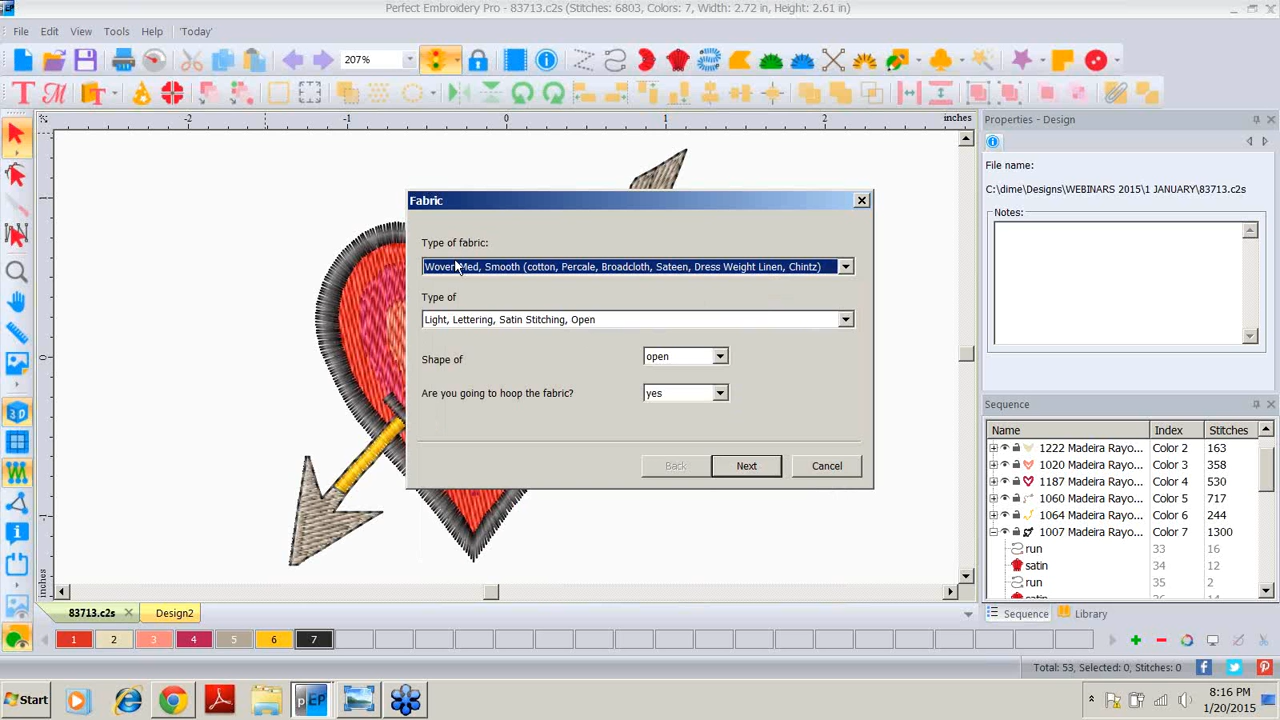 Perfect Embroidery Pro - 83713.c2s (Stitches: 6803, Colors: 7, Width: 2.72 in, Height: 2.61 in)
File Edit View Tools Help 'Today'
207%
-2 -1 0 1 2 inches
Properties - Design
File name:
C:\dime\Designs\WEBINARS 2015\1 JANUARY\83713.c2s
Notes:
Fabric
Type of fabric:
Woven Med, Smooth (cotton, Percale, Broadcloth, Sateen, Dress Weight Linen, Chintz)
Type of
Light, Lettering, Satin Stitching, Open
Shape of open
Are you going to hoop the fabric? yes
Back Next Cancel
Sequence
Name Index Stitches
1222 Madeira Rayo... Color 2 163
1020 Madeira Rayo... Color 3 358
1187 Madeira Rayo... Color 4 530
1060 Madeira Rayo... Color 5 717
1064 Madeira Rayo... Color 6 244
1007 Madeira Rayo... Color 7 1300
run 33 16
satin 34 12
run 35 2
Sequence Library
0
inches
83713.c2s Design2
1 2 3 4 5 6 7
Total: 53, Selected: 0, Stitches: 0
Start
pEP
8:16 PM
1/20/2015